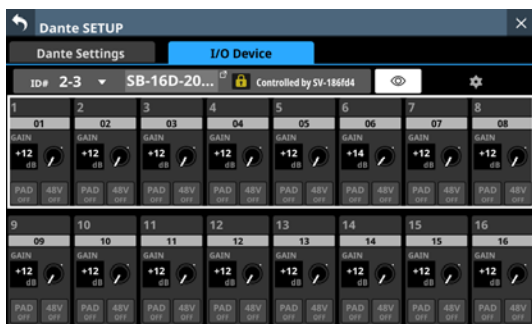 Dante SETUP
Dante Settings I/O Device
ID# 2-3 SB-16D-20... Controlled by SV-186fd4
1 2 3 4 5 6 7 8
01 02 03 04 05 06 07 08
GAIN GAIN GAIN GAIN GAIN GAIN GAIN GAIN
+12 +12 +12 +12 +12 +14 +12 +12
dB dB dB dB dB dB dB dB
PAD 48V PAD 48V PAD 48V PAD 48V PAD 48V PAD 48V PAD 48V PAD 48V
OFF OFF OFF OFF OFF OFF OFF OFF OFF OFF OFF OFF OFF OFF OFF OFF
9 10 11 12 13 14 15 16
09 10 11 12 13 14 15 16
GAIN GAIN GAIN GAIN GAIN GAIN GAIN GAIN
+12 +12 +12 +12 +12 +12 +12 +12
dB dB dB dB dB dB dB dB
PAD 48V PAD 48V PAD 48V PAD 48V PAD 48V PAD 48V PAD 48V PAD 48V
OFF OFF OFF OFF OFF OFF OFF OFF OFF OFF OFF OFF OFF OFF OFF OFF